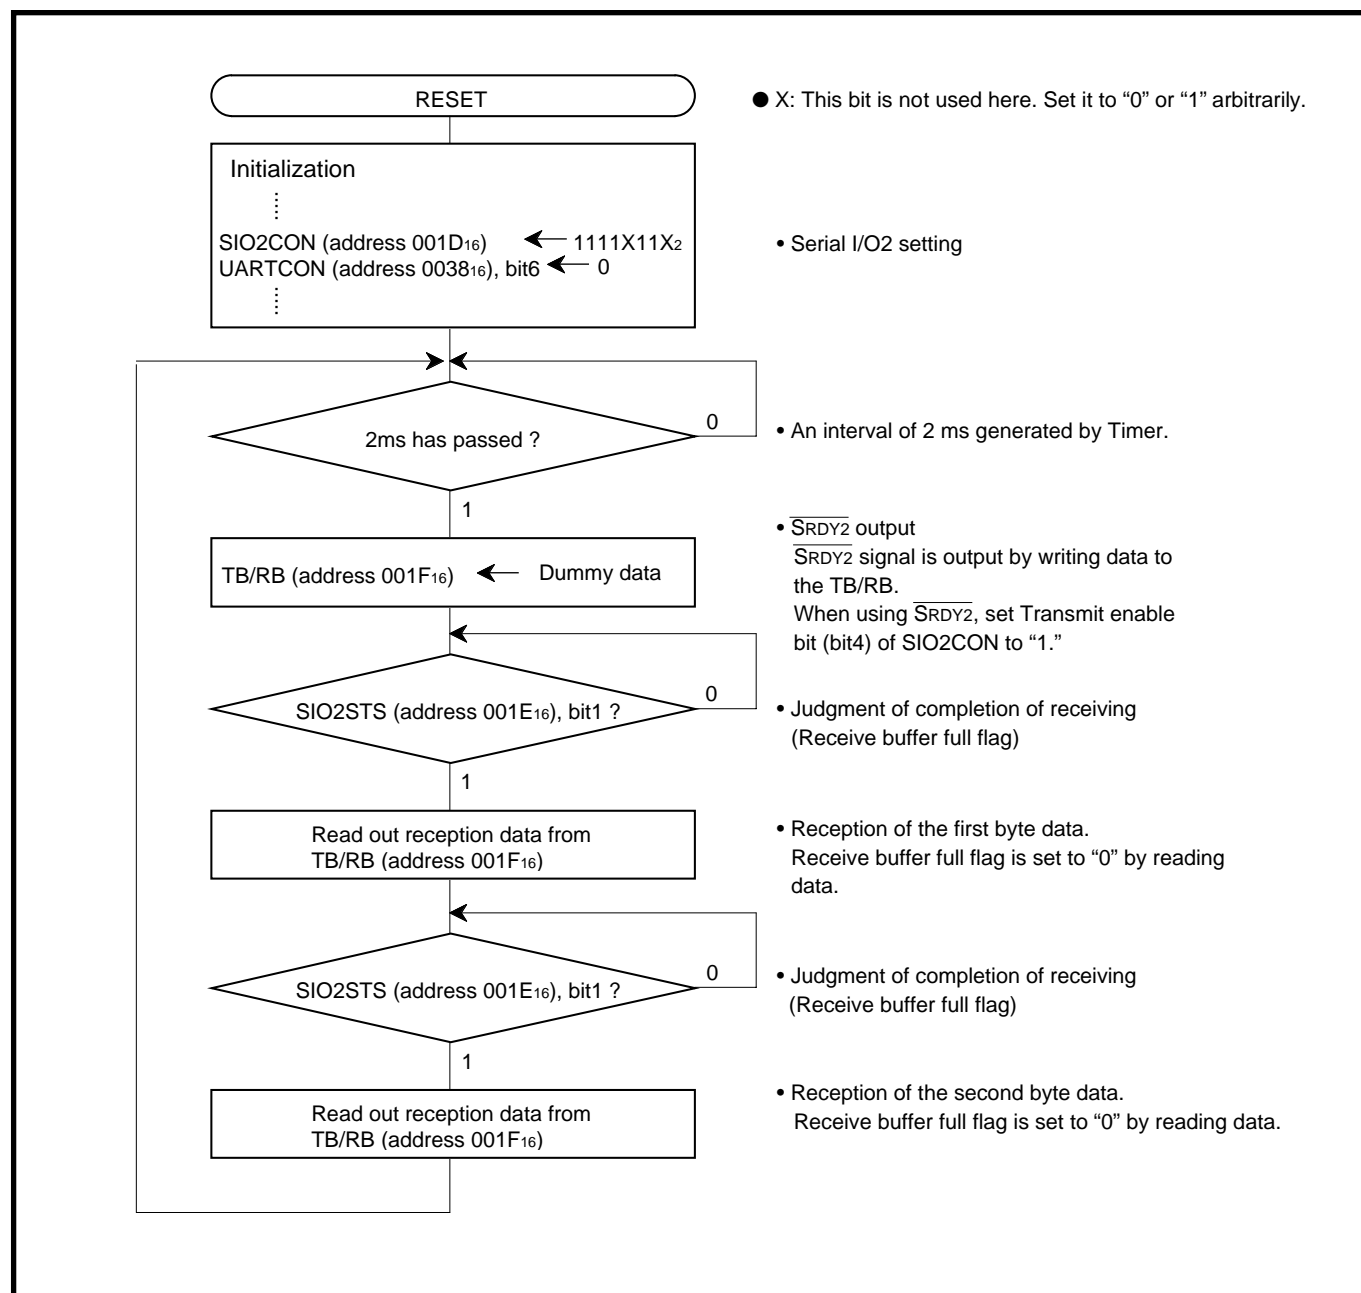 RESET
● X: This bit is not used here. Set it to “0” or “1” arbitrarily.
Initialization
SIO2CON (address 001D16) ← 1111X11X2
UARTCON (address 003816), bit6 ← 0
• Serial I/O2 setting
2ms has passed ?
0
• An interval of 2 ms generated by Timer.
1
TB/RB (address 001F16) ← Dummy data
• S̅R̅D̅Y̅2̅ output
S̅R̅D̅Y̅2̅ signal is output by writing data to
the TB/RB.
When using S̅R̅D̅Y̅2̅, set Transmit enable
bit (bit4) of SIO2CON to “1.”
SIO2STS (address 001E16), bit1 ?
0
• Judgment of completion of receiving
(Receive buffer full flag)
1
Read out reception data from
TB/RB (address 001F16)
• Reception of the first byte data.
Receive buffer full flag is set to “0” by reading
data.
SIO2STS (address 001E16), bit1 ?
0
• Judgment of completion of receiving
(Receive buffer full flag)
1
Read out reception data from
TB/RB (address 001F16)
• Reception of the second byte data.
Receive buffer full flag is set to “0” by reading data.